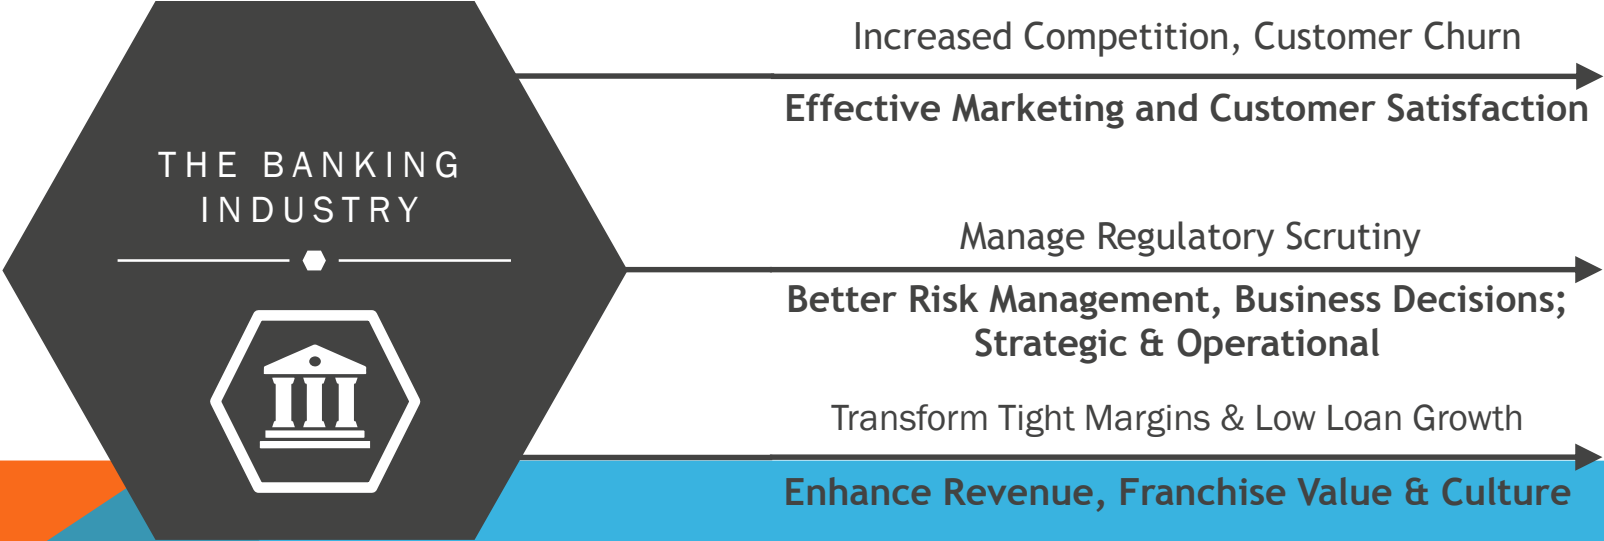 THE BANKING
INDUSTRY
Increased Competition, Customer Churn
Effective Marketing and Customer Satisfaction
Manage Regulatory Scrutiny
Better Risk Management, Business Decisions;
Strategic & Operational
Transform Tight Margins & Low Loan Growth
Enhance Revenue, Franchise Value & Culture